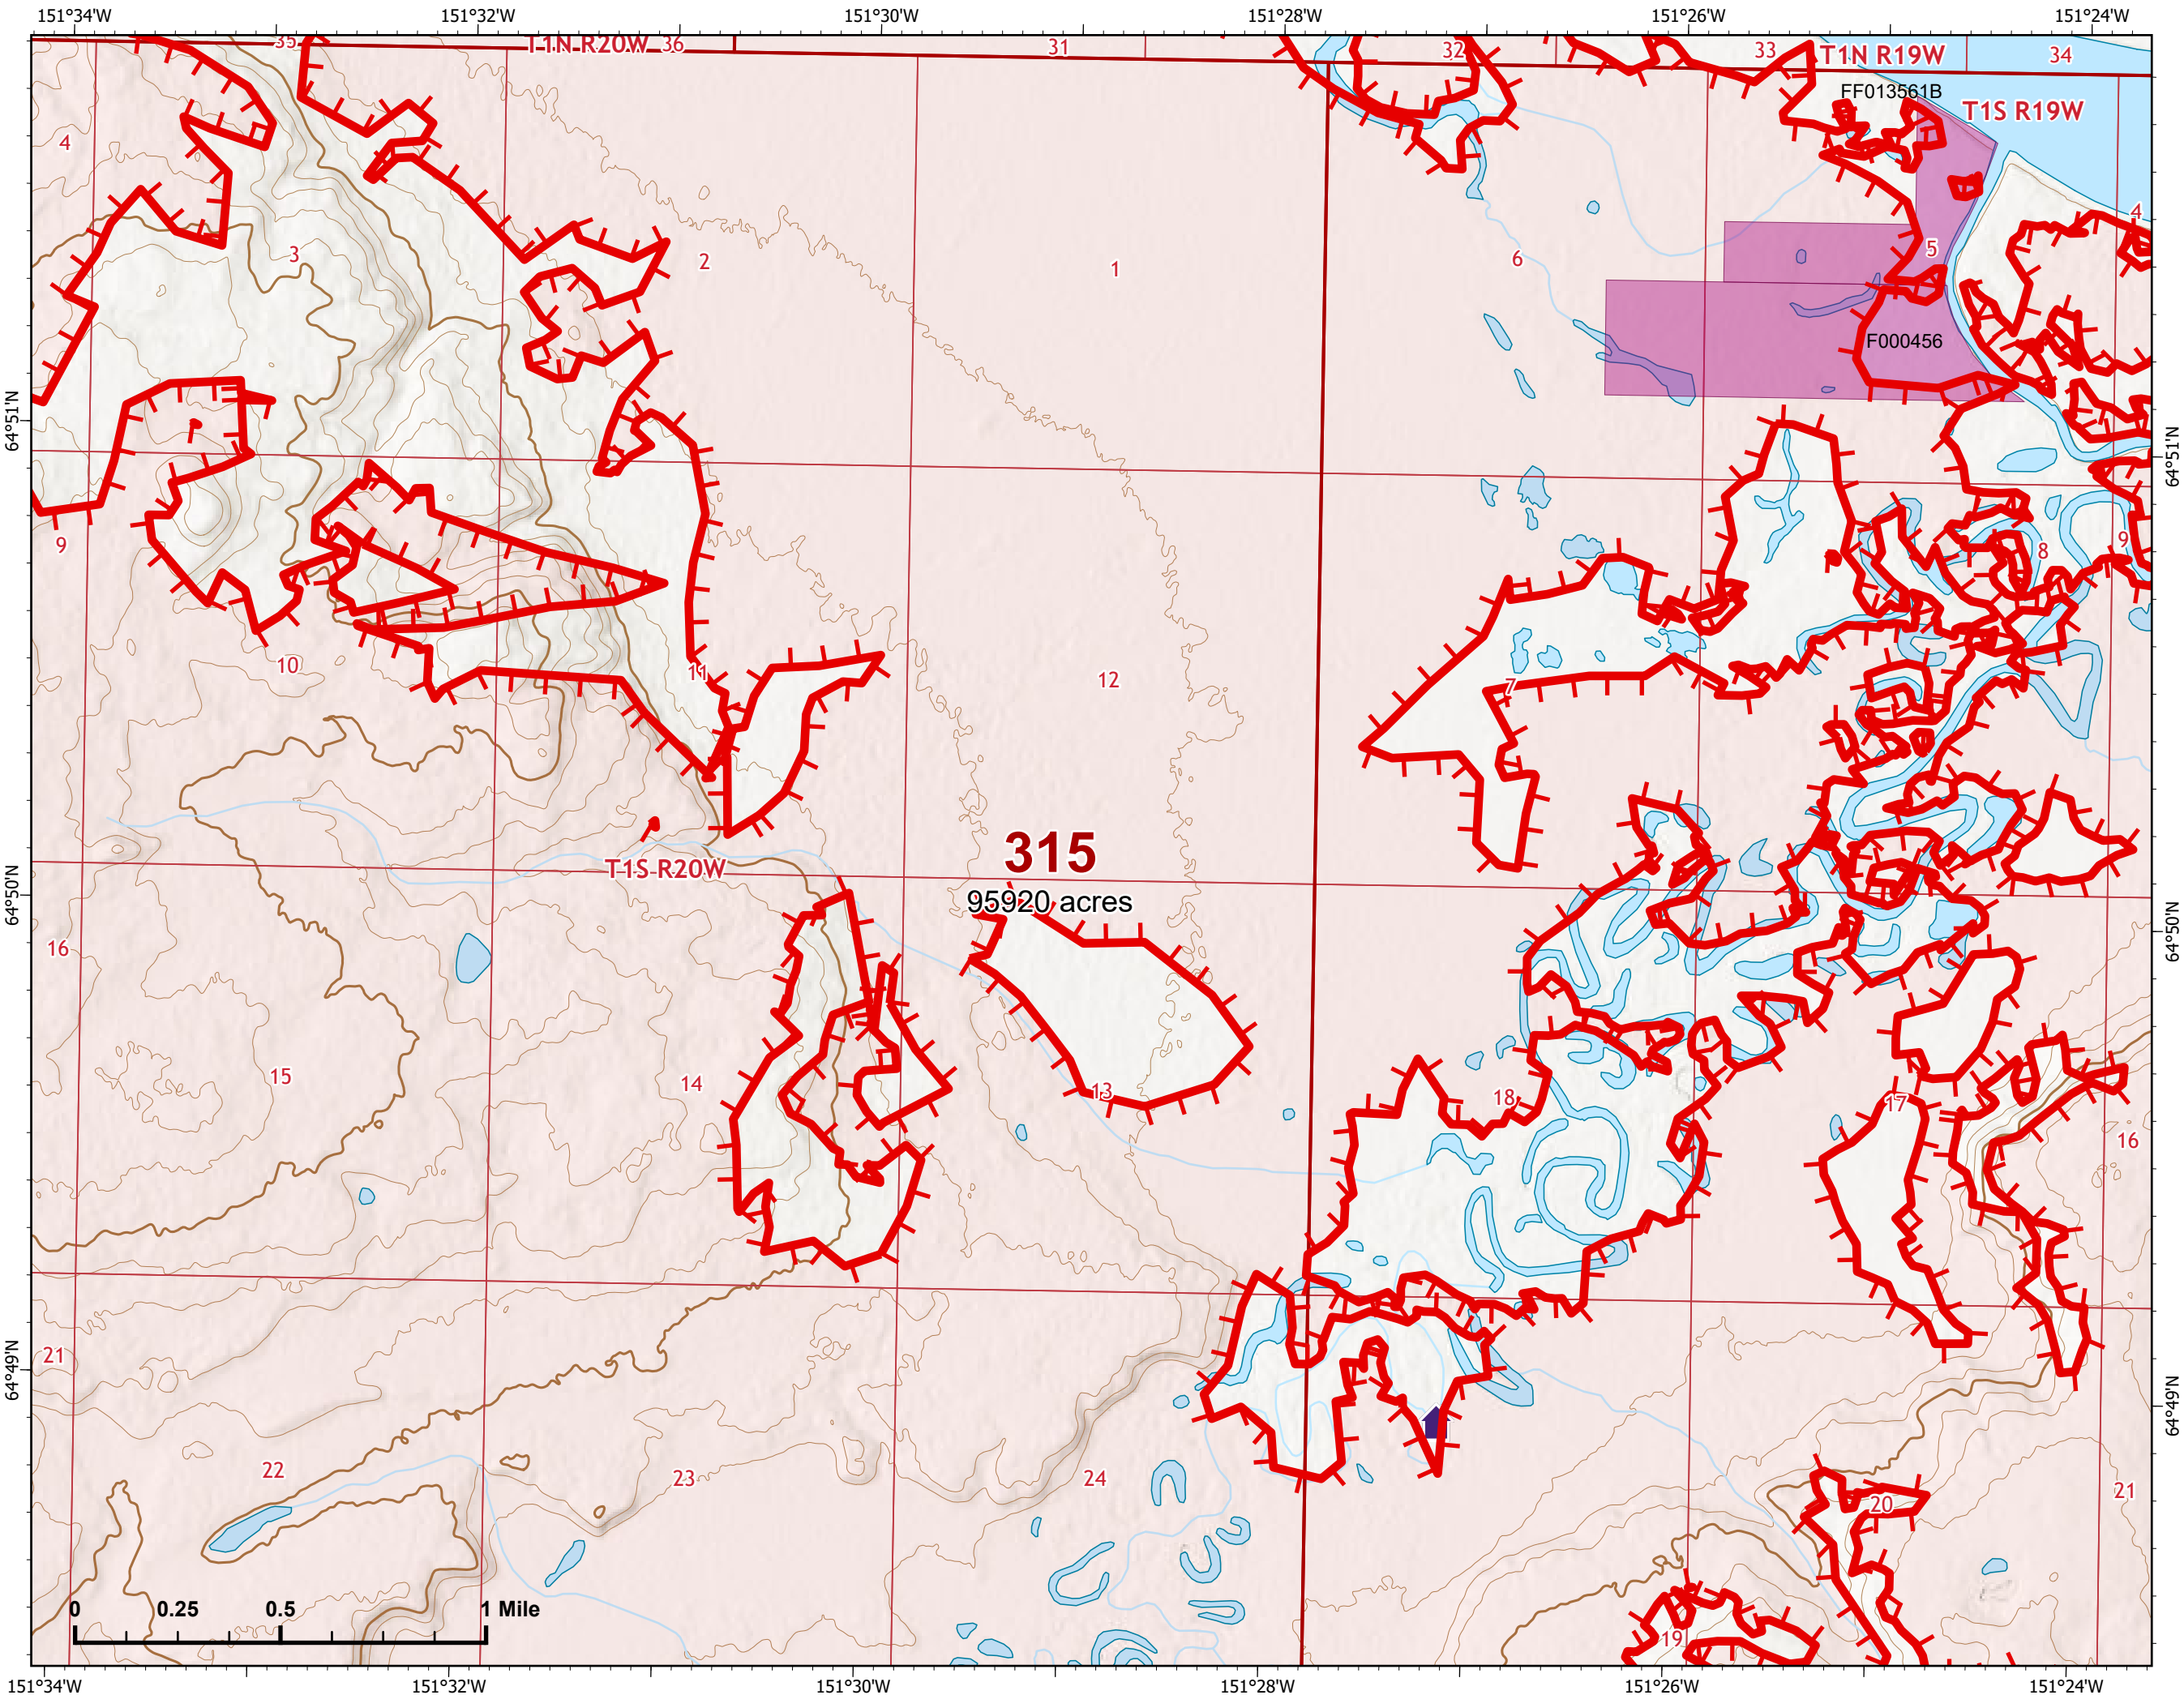 151°34'W 151°32'W 151°30'W 151°28'W 151°26'W 151°24'W
35 T1N R20W 36 31 32 33 T1N R19W 34
FF013561B
T1S R19W
4 3 2 1 6 5 4
F000456
64°51'N 64°51'N
9 10 11 12 7 8 9
315
95920 acres
T1S R20W
64°50'N 64°50'N
16 15 14 13 18 17 16
64°49'N 64°49'N
21 22 23 24 19 20 21
0 0.25 0.5 1 Mile
151°34'W 151°32'W 151°30'W 151°28'W 151°26'W 151°24'W